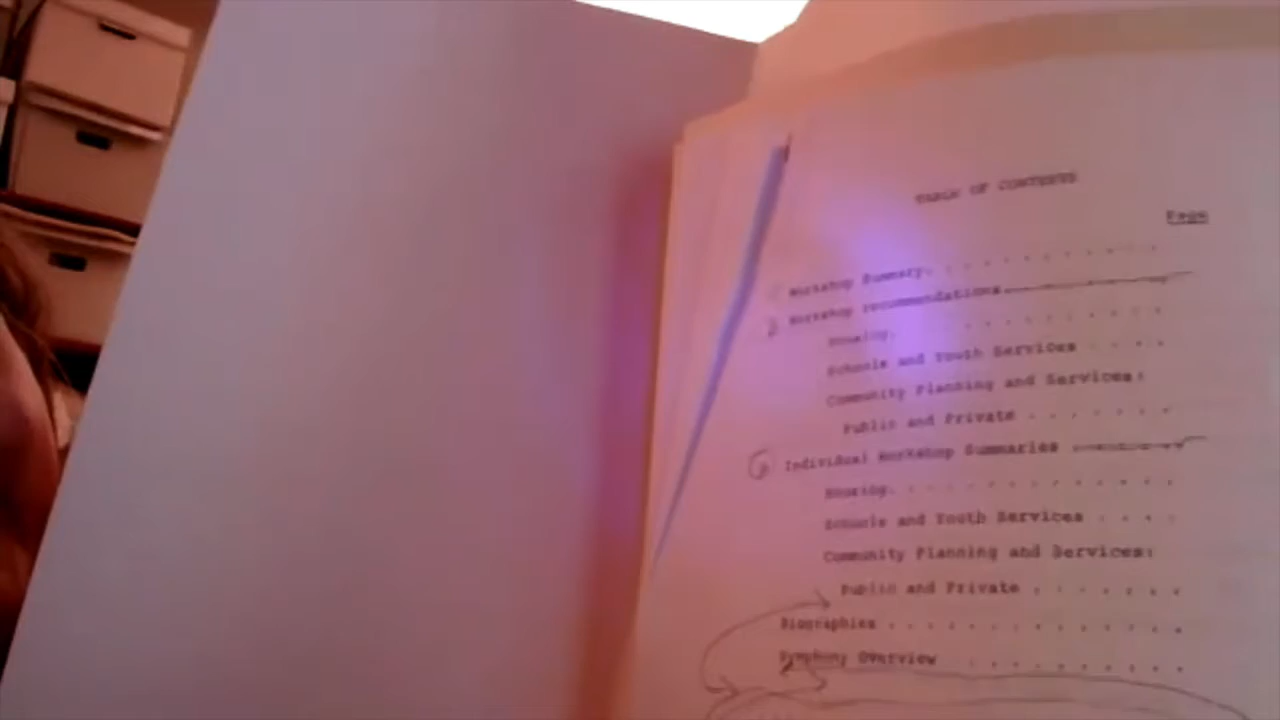 TABLE OF CONTENTS
Page
Workshop Summary. . . . . . . . . . .
Workshop recommendations
Housing. . . . . . . . . .
Schools and Youth Services . . . .
Community Planning and Services:
Public and Private . . . . . . .
Individual Workshop Summaries
Housing. . . . . . . . . . . . .
Schools and Youth Services . . . .
Community Planning and Services:
Public and Private . . . . . . .
Biographies . . . . . . . . . . . . . .
Symphony Overview . . . . . . . . . .